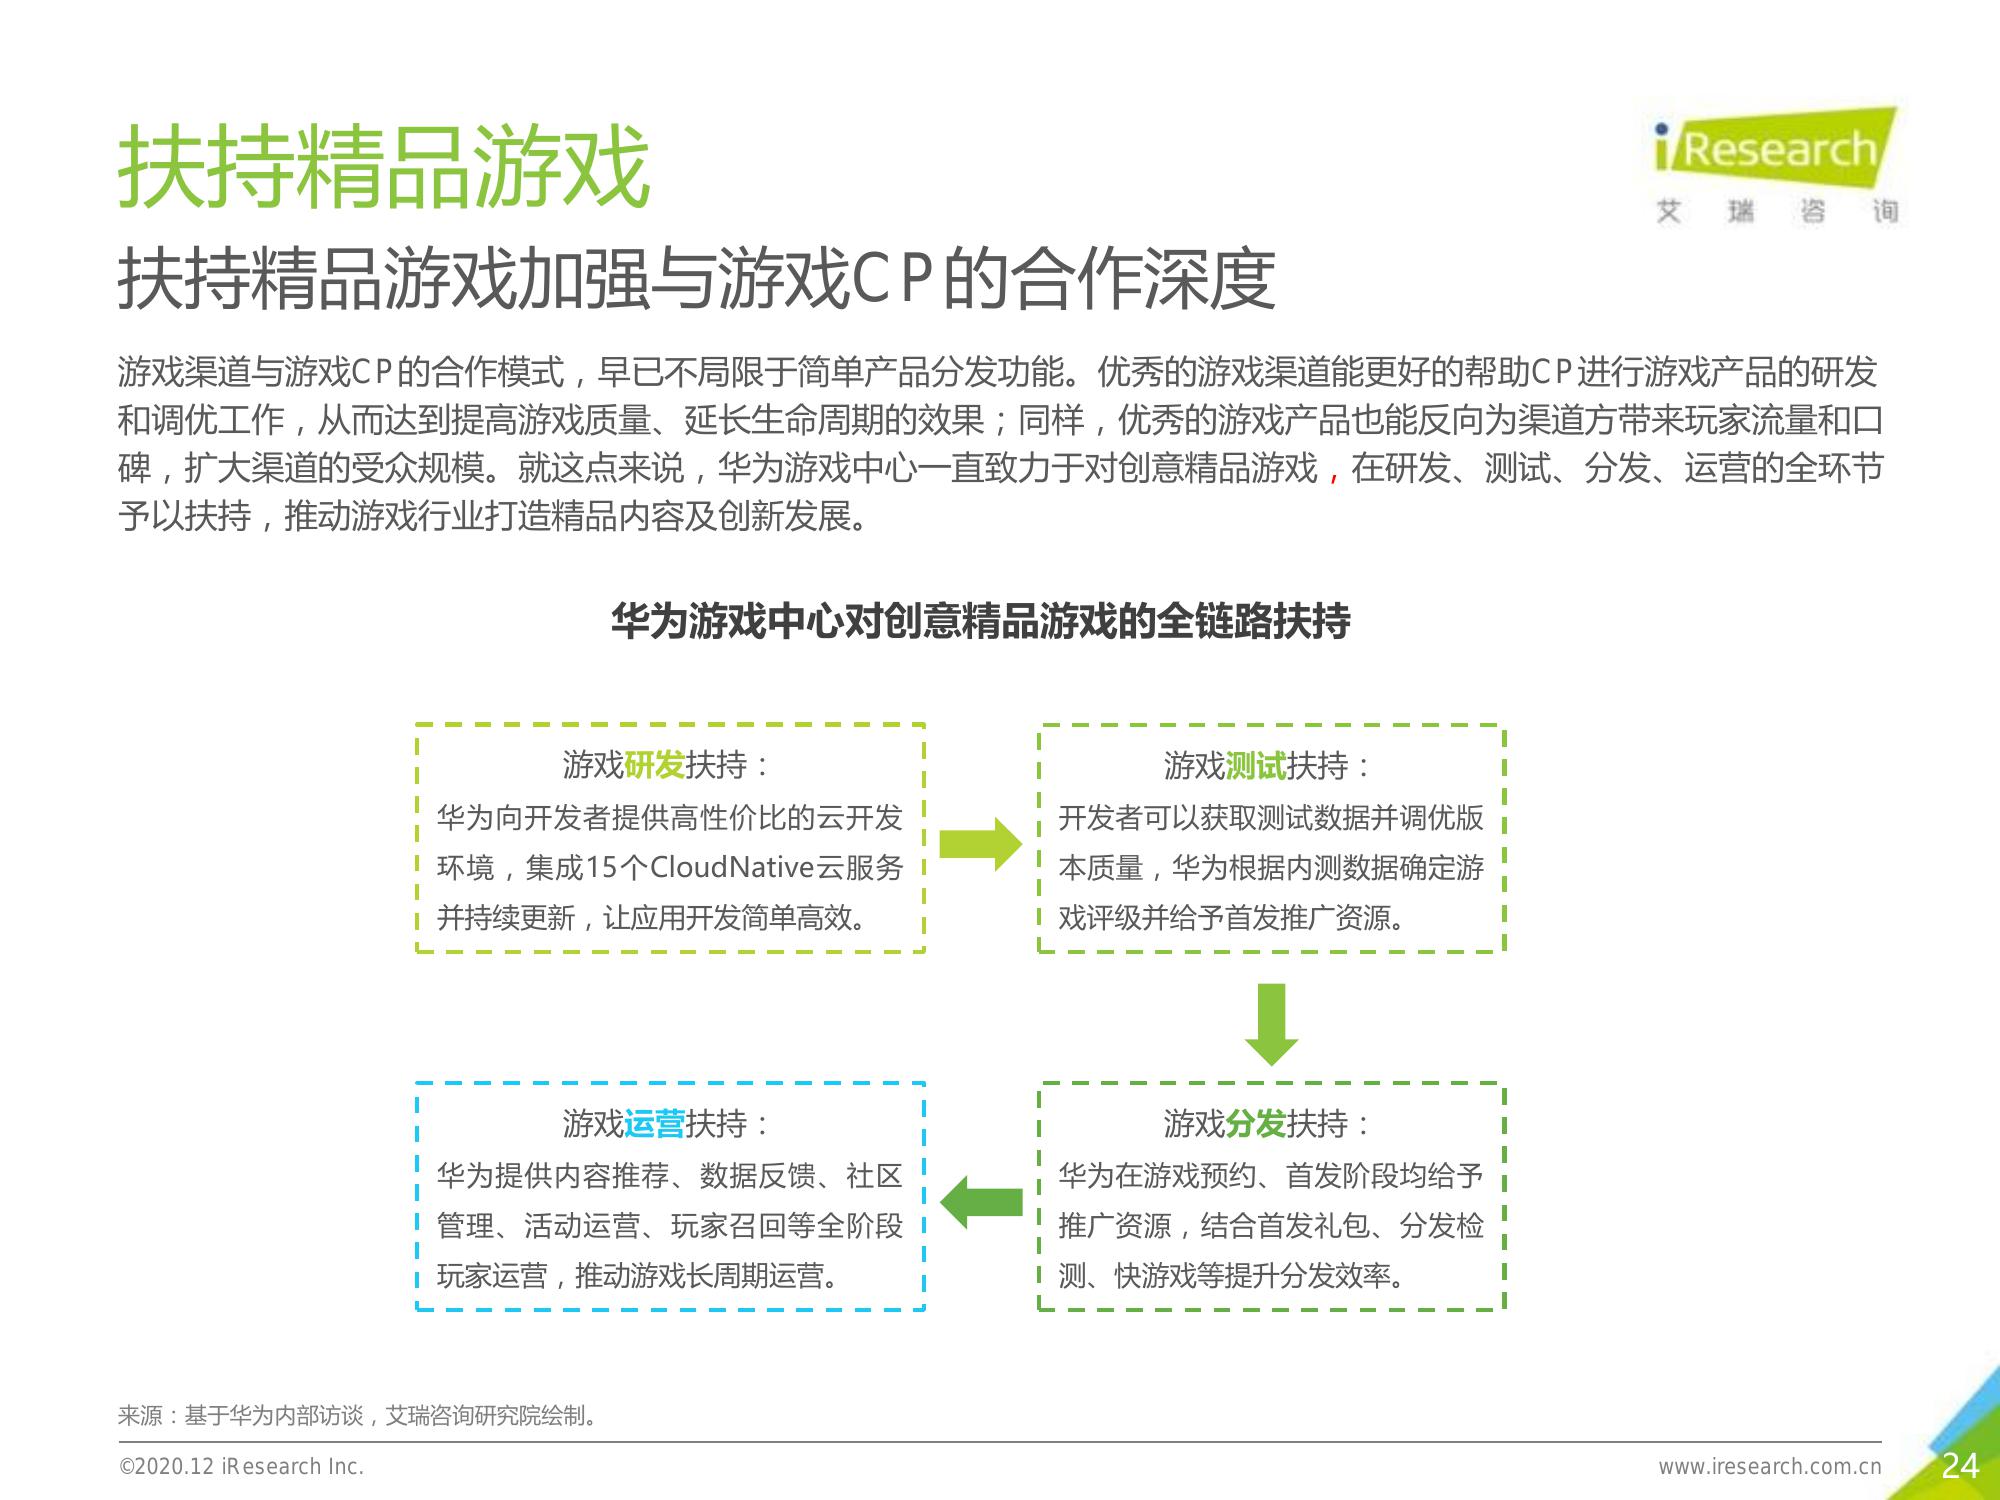 扶持精品游戏
iResearch
艾瑞咨询
扶持精品游戏加强与游戏CP的合作深度
游戏渠道与游戏CP的合作模式，早已不局限于简单产品分发功能。优秀的游戏渠道能更好的帮助CP进行游戏产品的研发
和调优工作，从而达到提高游戏质量、延长生命周期的效果；同样，优秀的游戏产品也能反向为渠道方带来玩家流量和口
碑，扩大渠道的受众规模。就这点来说，华为游戏中心一直致力于对创意精品游戏，在研发、测试、分发、运营的全环节
予以扶持，推动游戏行业打造精品内容及创新发展。
华为游戏中心对创意精品游戏的全链路扶持
游戏研发扶持：
华为向开发者提供高性价比的云开发
环境，集成15个CloudNative云服务
并持续更新，让应用开发简单高效。
游戏测试扶持：
开发者可以获取测试数据并调优版
本质量，华为根据内测数据确定游
戏评级并给予首发推广资源。
游戏运营扶持：
华为提供内容推荐、数据反馈、社区
管理、活动运营、玩家召回等全阶段
玩家运营，推动游戏长周期运营。
游戏分发扶持：
华为在游戏预约、首发阶段均给予
推广资源，结合首发礼包、分发检
测、快游戏等提升分发效率。
来源：基于华为内部访谈，艾瑞咨询研究院绘制。
©2020.12 iResearch Inc.
www.iresearch.com.cn
24